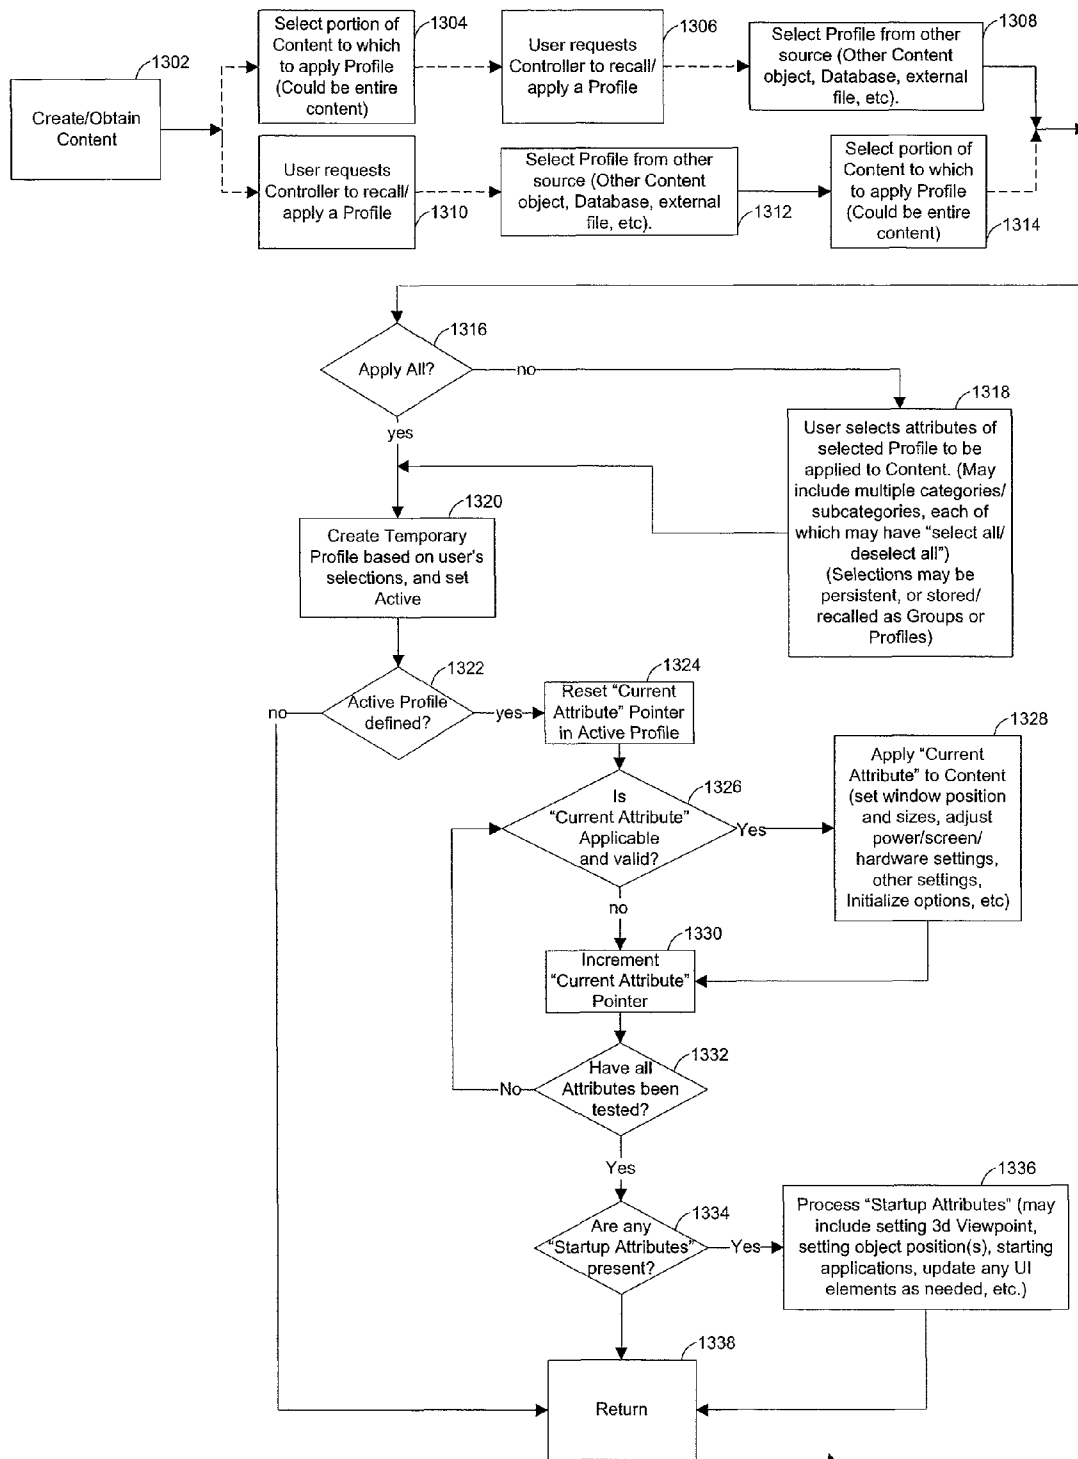 1302
Create/Obtain
Content
1304
Select portion of
Content to which
to apply Profile
(Could be entire
content)
1306
User requests
Controller to recall/
apply a Profile
1308
Select Profile from other
source (Other Content
object, Database, external
file, etc).
User requests
Controller to recall/
apply a Profile
1310
Select Profile from other
source (Other Content
object, Database, external
file, etc).
1312
Select portion of
Content to which
to apply Profile
(Could be entire
content)
1314
1316
Apply All?
no
yes
1318
User selects attributes of
selected Profile to be
applied to Content. (May
include multiple categories/
subcategories, each of
which may have “select all/
deselect all”)
(Selections may be
persistent, or stored/
recalled as Groups or
Profiles)
1320
Create Temporary
Profile based on user's
selections, and set
Active
1322
Active Profile
defined?
no
yes
1324
Reset “Current
Attribute” Pointer
in Active Profile
1326
Is
“Current Attribute”
Applicable
and valid?
Yes
no
1328
Apply “Current
Attribute” to Content
(set window position
and sizes, adjust
power/screen/
hardware settings,
other settings,
Initialize options, etc)
1330
Increment
“Current Attribute”
Pointer
1332
Have all
Attributes been
tested?
No
Yes
1334
Are any
“Startup Attributes”
present?
Yes
1336
Process “Startup Attributes” (may
include setting 3d Viewpoint,
setting object position(s), starting
applications, update any UI
elements as needed, etc.)
1338
Return